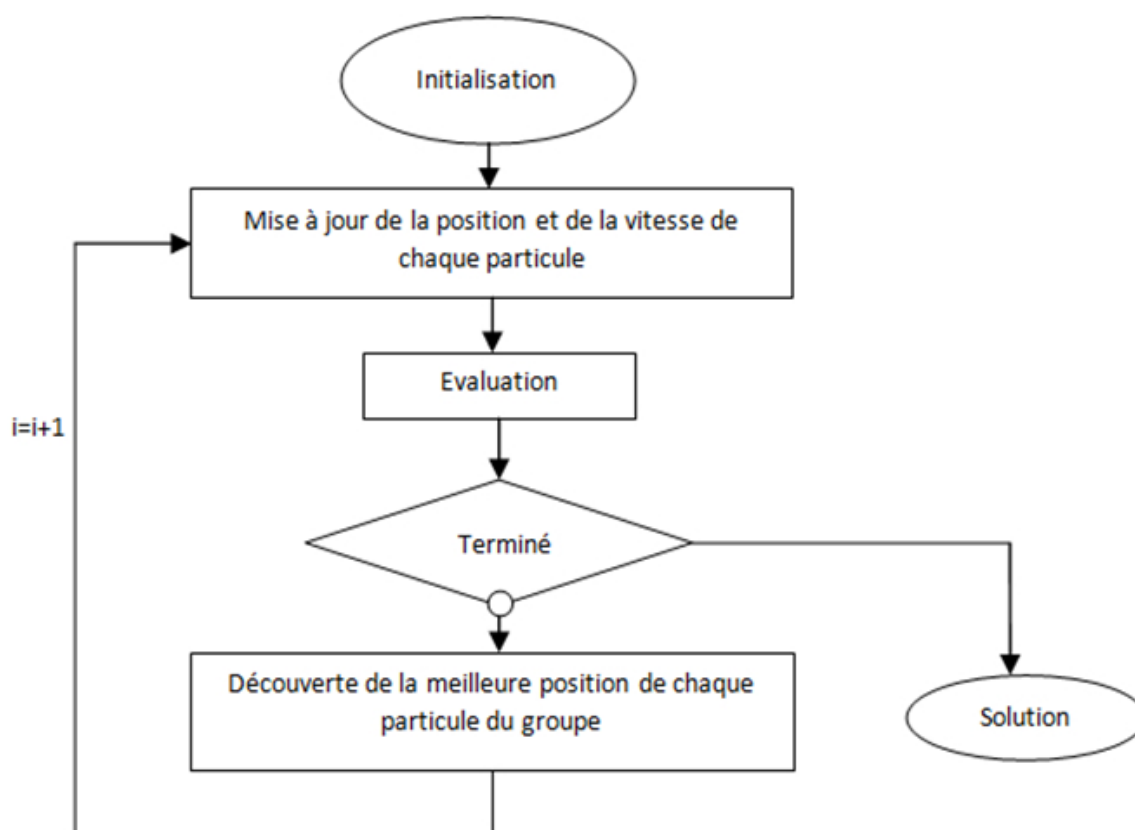 Initialisation
Mise à jour de la position et de la vitesse de
chaque particule
Evaluation
i=i+1
Terminé
Découverte de la meilleure position de chaque
particule du groupe
Solution